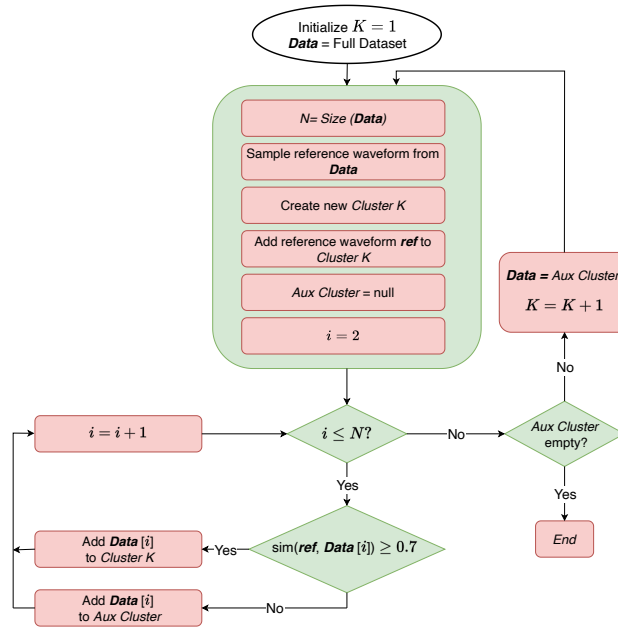 Initialize K = 1
Data = Full Dataset
N= Size (Data)
Sample reference waveform from
Data
Create new Cluster K
Add reference waveform ref to
Cluster K
Aux Cluster = null
i = 2
Data = Aux Cluster
K = K + 1
No
i = i + 1
i ≤ N?
No
Aux Cluster
empty?
Yes
Yes
End
Add Data [i]
to Cluster K
Yes
sim(ref, Data [i]) ≥ 0.7
Add Data [i]
to Aux Cluster
No